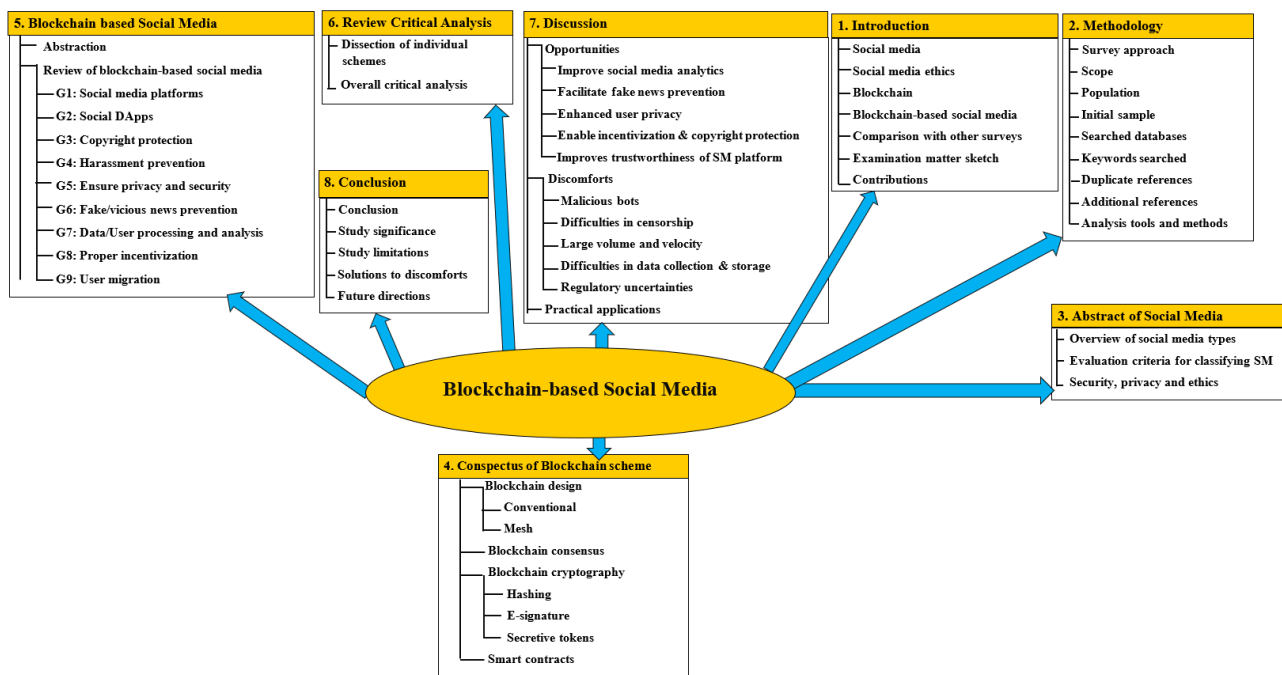 5. Blockchain based Social Media
Abstraction
Review of blockchain-based social media
G1: Social media platforms
G2: Social DApps
G3: Copyright protection
G4: Harassment prevention
G5: Ensure privacy and security
G6: Fake/vicious news prevention
G7: Data/User processing and analysis
G8: Proper incentivization
G9: User migration
6. Review Critical Analysis
Dissection of individual
schemes
Overall critical analysis
8. Conclusion
Conclusion
Study significance
Study limitations
Solutions to discomforts
Future directions
7. Discussion
Opportunities
Improve social media analytics
Facilitate fake news prevention
Enhanced user privacy
Enable incentivization & copyright protection
Improves trustworthiness of SM platform
Discomforts
Malicious bots
Difficulties in censorship
Large volume and velocity
Difficulties in data collection & storage
Regulatory uncertainties
Practical applications
1. Introduction
Social media
Social media ethics
Blockchain
Blockchain-based social media
Comparison with other surveys
Examination matter sketch
Contributions
2. Methodology
Survey approach
Scope
Population
Initial sample
Searched databases
Keywords searched
Duplicate references
Additional references
Analysis tools and methods
3. Abstract of Social Media
Overview of social media types
Evaluation criteria for classifying SM
Security, privacy and ethics
Blockchain-based Social Media
4. Conspectus of Blockchain scheme
Blockchain design
Conventional
Mesh
Blockchain consensus
Blockchain cryptography
Hashing
E-signature
Secretive tokens
Smart contracts